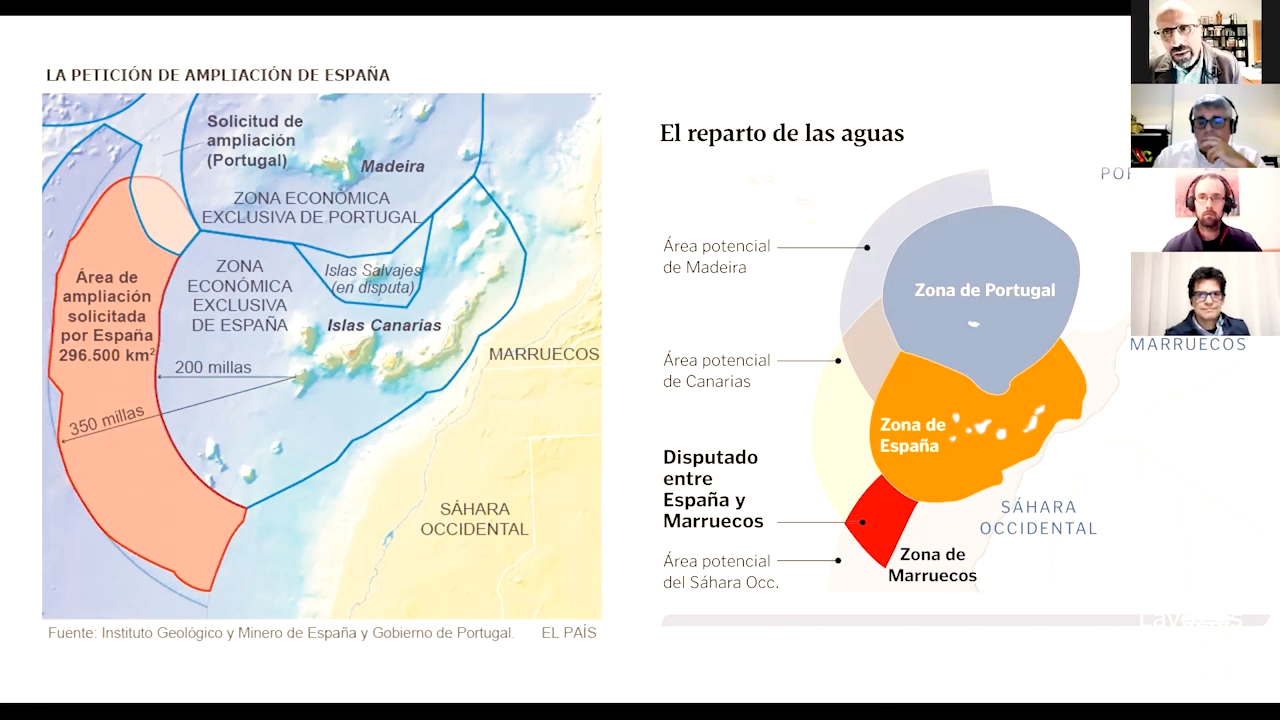 LA PETICIÓN DE AMPLIACIÓN DE ESPAÑA
Solicitud de
ampliación
(Portugal)
Madeira
ZONA ECONÓMICA
EXCLUSIVA DE PORTUGAL
ZONA
ECONÓMICA
EXCLUSIVA
DE ESPAÑA
Islas Salvajes
(en disputa)
Islas Canarias
Área de
ampliación
solicitada
por España
296.500 km²
200 millas
350 millas
MARRUECOS
SÁHARA
OCCIDENTAL
Fuente: Instituto Geológico y Minero de España y Gobierno de Portugal.
EL PAÍS
El reparto de las aguas
Área potencial
de Madeira
Zona de Portugal
MARRUECOS
Área potencial
de Canarias
Zona de
España
Disputado
entre
España y
Marruecos
SÁHARA
OCCIDENTAL
Área potencial
del Sáhara Occ.
Zona de
Marruecos